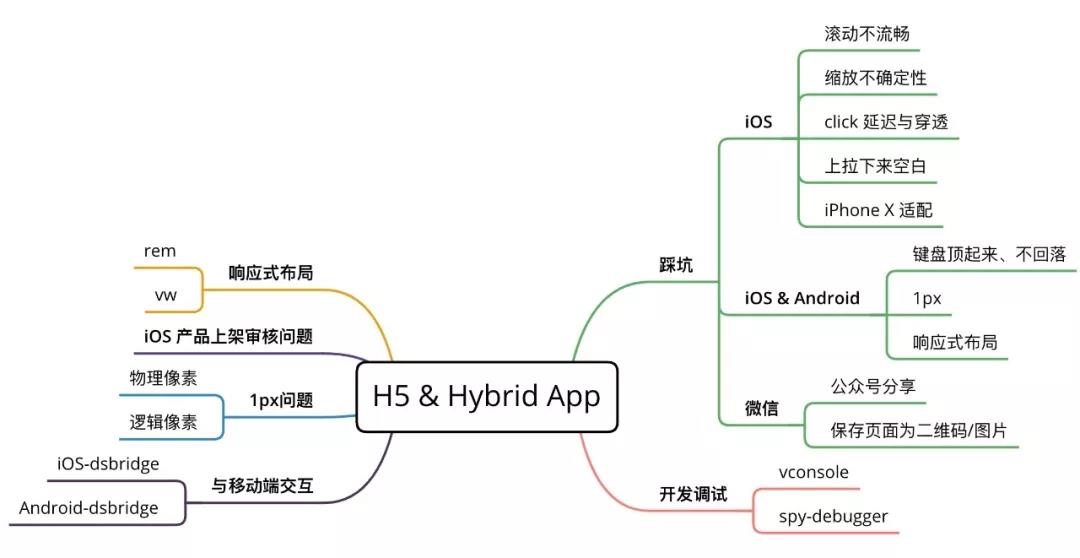 H5 & Hybrid App
踩坑
iOS
滚动不流畅
缩放不确定性
click 延迟与穿透
上拉下来空白
iPhone X 适配
iOS & Android
键盘顶起来、不回落
1px
响应式布局
微信
公众号分享
保存页面为二维码/图片
开发调试
vconsole
spy-debugger
响应式布局
rem
vw
iOS 产品上架审核问题
1px问题
物理像素
逻辑像素
与移动端交互
iOS-dsbridge
Android-dsbridge